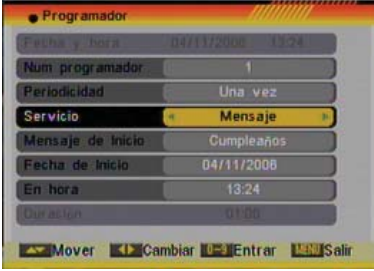 Programador
Fecha y hora 04/11/2008 13:24
Num programador 1
Periodicidad Una vez
Servicio Mensaje
Mensaje de Inicio Cumpleaños
Fecha de Inicio 04/11/2008
En hora 13:24
Duración 01:00
Mover Cambiar 0-9 Entrar MENU Salir